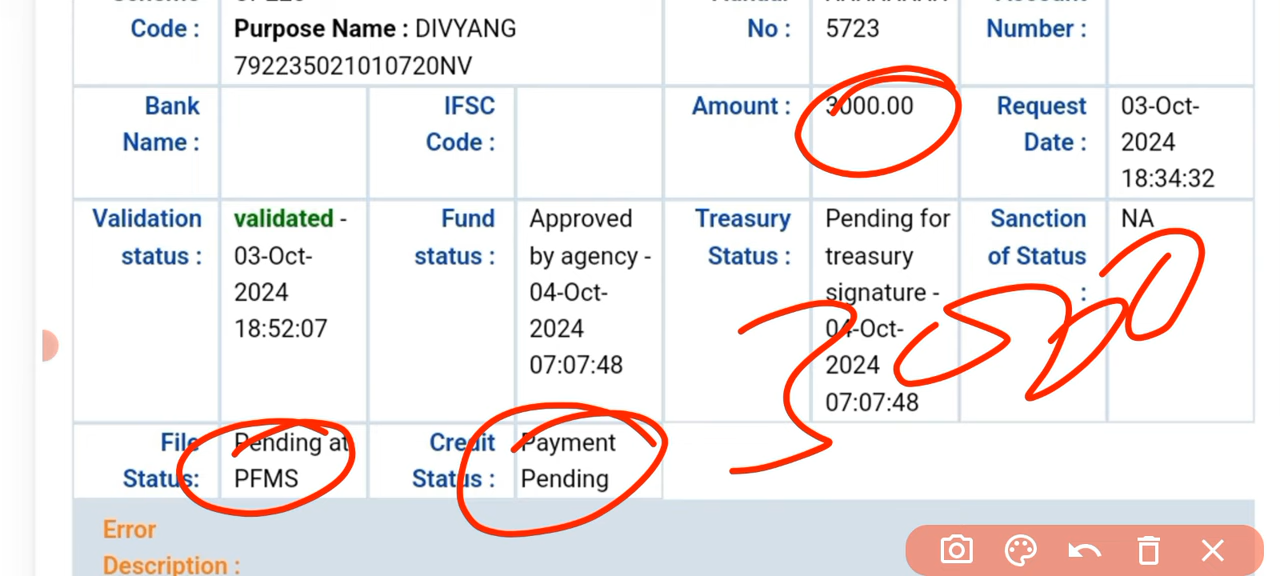 Code : Purpose Name : DIVYANG No : 5723 Number :
792235021010720NV
Bank IFSC Amount : 3000.00 Request 03-Oct-
Name : Code : Date : 2024
18:34:32
Validation validated - Fund Approved Treasury Pending for Sanction NA
status : 03-Oct- status : by agency - Status : treasury of Status
2024 04-Oct- signature - :
18:52:07 2024 04-Oct-
07:07:48 2024
07:07:48
File Pending at Credit Payment
Status: PFMS Status : Pending
Error
Description :
3000